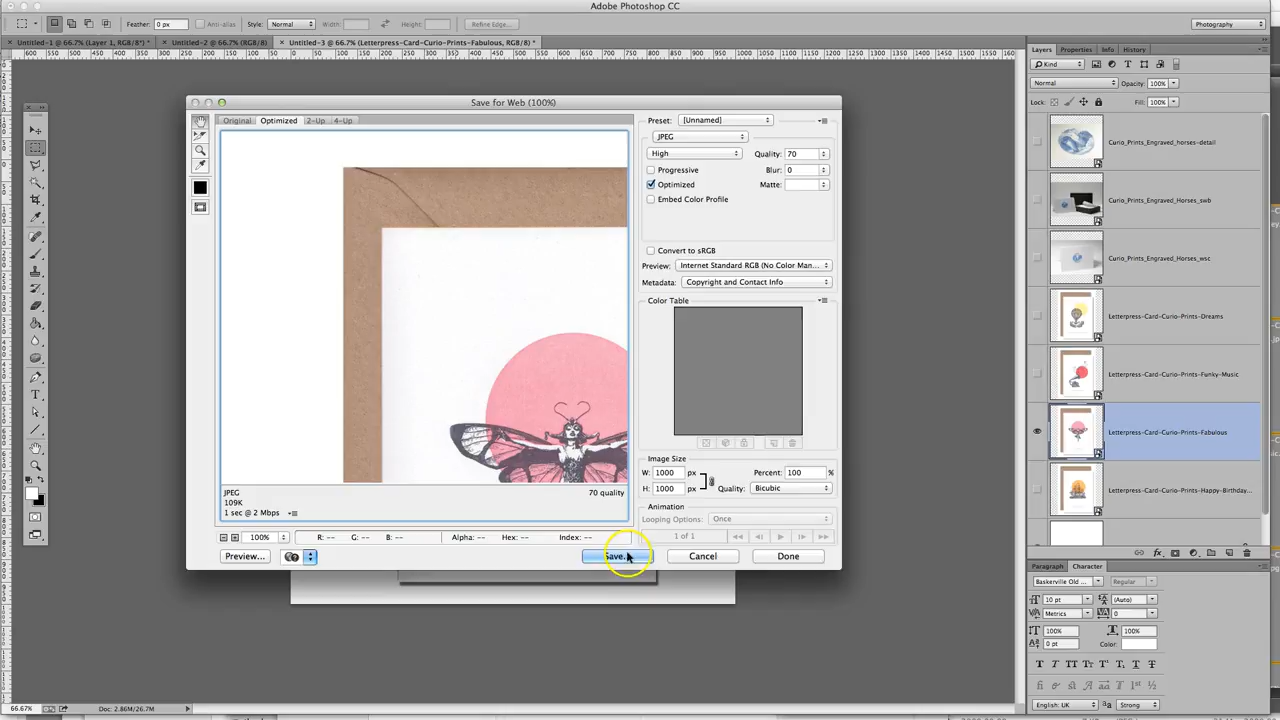 Adobe Photoshop CC
Feather: 0 px Anti-alias Style: Normal Width: Height: Refine Edge... Photography
Untitled-1 @ 66.7% (Layer 1, RGB/8) * Untitled-2 @ 66.7% (RGB/8) Untitled-3 @ 66.7% (Letterpress-Card-Curio-Prints-Fabulous, RGB/8) *
Layers Properties Info History
Kind
Normal Opacity: 100%
Lock: Fill: 100%
Curio_Prints_Engraved_horses-detail
Curio_Prints_Engraved_Horses_swb
Curio_Prints_Engraved_Horses_wsc
Letterpress-Card-Curio-Prints-Dreams
Letterpress-Card-Curio-Prints-Funky-Music
Letterpress-Card-Curio-Prints-Fabulous
Letterpress-Card-Curio-Prints-Happy-Birthday...
Save for Web (100%)
Original Optimized 2-Up 4-Up
Preset: [Unnamed]
JPEG
High Quality: 70
Progressive Blur: 0
Optimized Matte:
Embed Color Profile
Convert to sRGB
Preview: Internet Standard RGB (No Color Man...
Metadata: Copyright and Contact Info
Color Table
Image Size
W: 1000 px Percent: 100 %
H: 1000 px Quality: Bicubic
Animation
Looping Options: Once
1 of 1
JPEG 70 quality
109K
1 sec @ 2 Mbps
100% R: -- G: -- B: -- Alpha: -- Hex: -- Index: --
Preview... Save... Cancel Done
Paragraph Character
Baskerville Old ... Regular
10 pt (Auto)
Metrics 0
100% 100%
0 pt Color:
English: UK Strong
66.67% Doc: 2.86M/26.7M